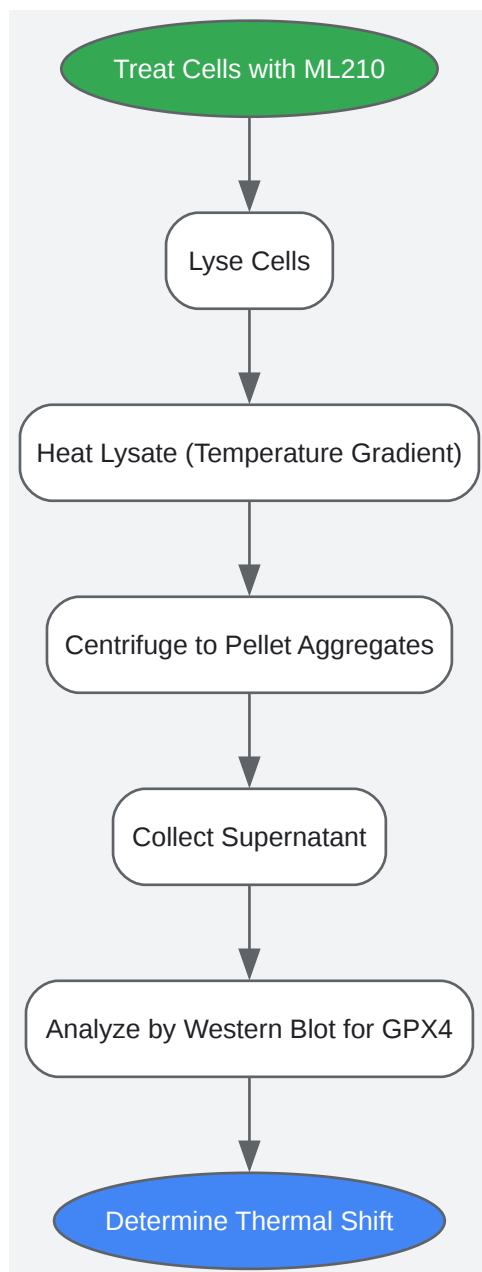 Treat Cells with ML210
Lyse Cells
Heat Lysate (Temperature Gradient)
Centrifuge to Pellet Aggregates
Collect Supernatant
Analyze by Western Blot for GPX4
Determine Thermal Shift